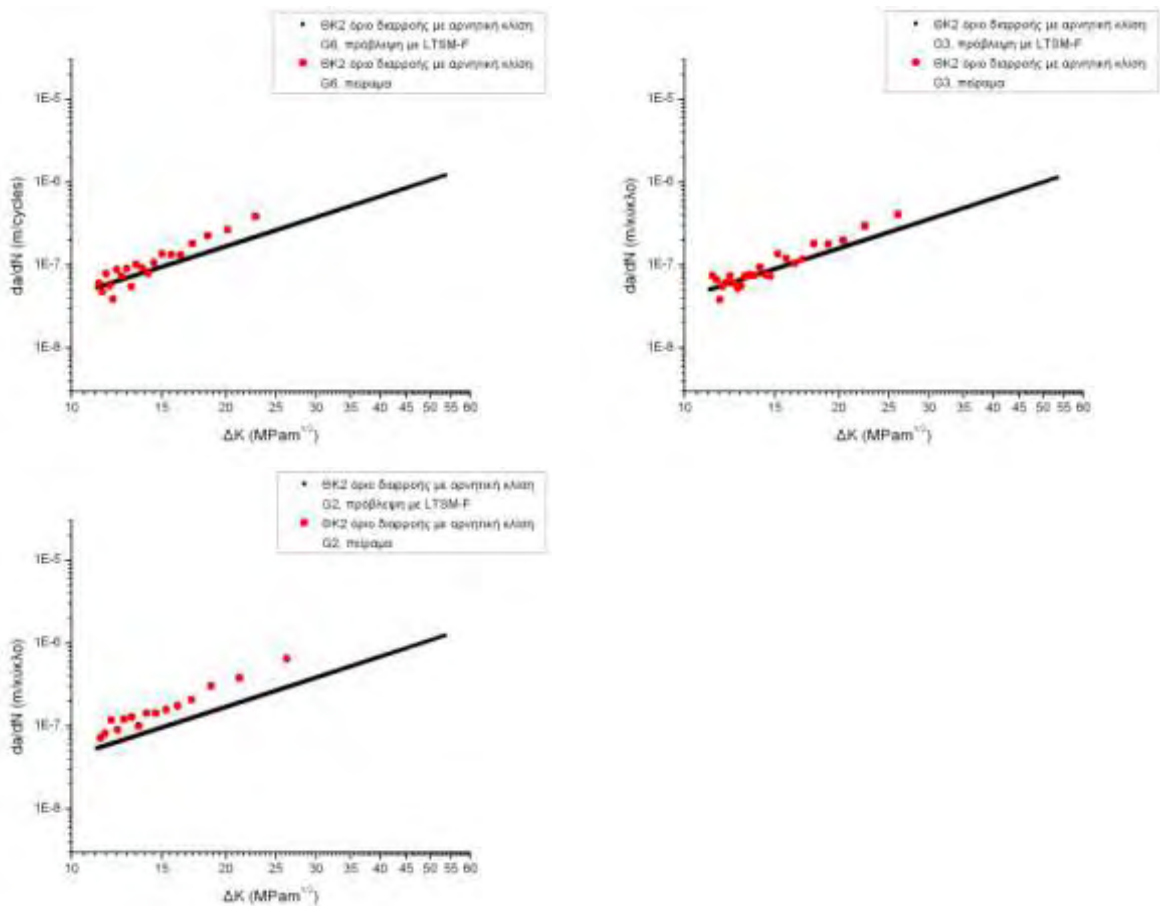 ΘΚ2 όριο διαρροής με αρνητική κλίση
G6, πρόβλεψη με LTSM-F
ΘΚ2 όριο διαρροής με αρνητική κλίση
G6, πείραμα
1E-5
1E-6
1E-7
1E-8
da/dN (m/cycles)
10 15 20 25 30 35 40 45 50 55 60
ΔK (MPam^1/2)
ΘΚ2 όριο διαρροής με αρνητική κλίση
G3, πρόβλεψη με LTSM-F
ΘΚ2 όριο διαρροής με αρνητική κλίση
G3, πείραμα
1E-5
1E-6
1E-7
1E-8
da/dN (m/κύκλο)
10 15 20 25 30 35 40 45 50 55 60
ΔK (MPam^1/2)
ΘΚ2 όριο διαρροής με αρνητική κλίση
G2, πρόβλεψη με LTSM-F
ΘΚ2 όριο διαρροής με αρνητική κλίση
G2, πείραμα
1E-5
1E-6
1E-7
1E-8
da/dN (m/κύκλο)
10 15 20 25 30 35 40 45 50 55 60
ΔK (MPam^1/2)